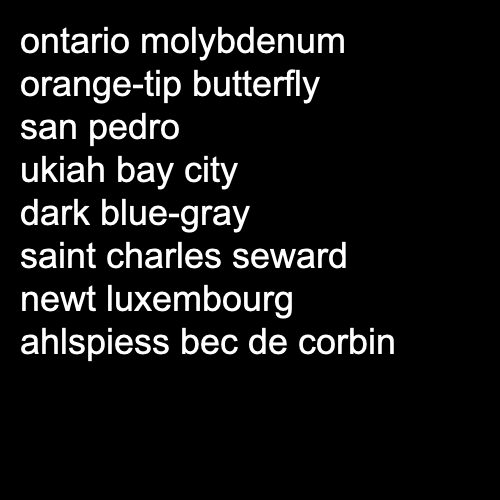 ontario molybdenum
orange-tip butterfly
san pedro
ukiah bay city
dark blue-gray
saint charles seward
newt luxembourg
ahlspiess bec de corbin